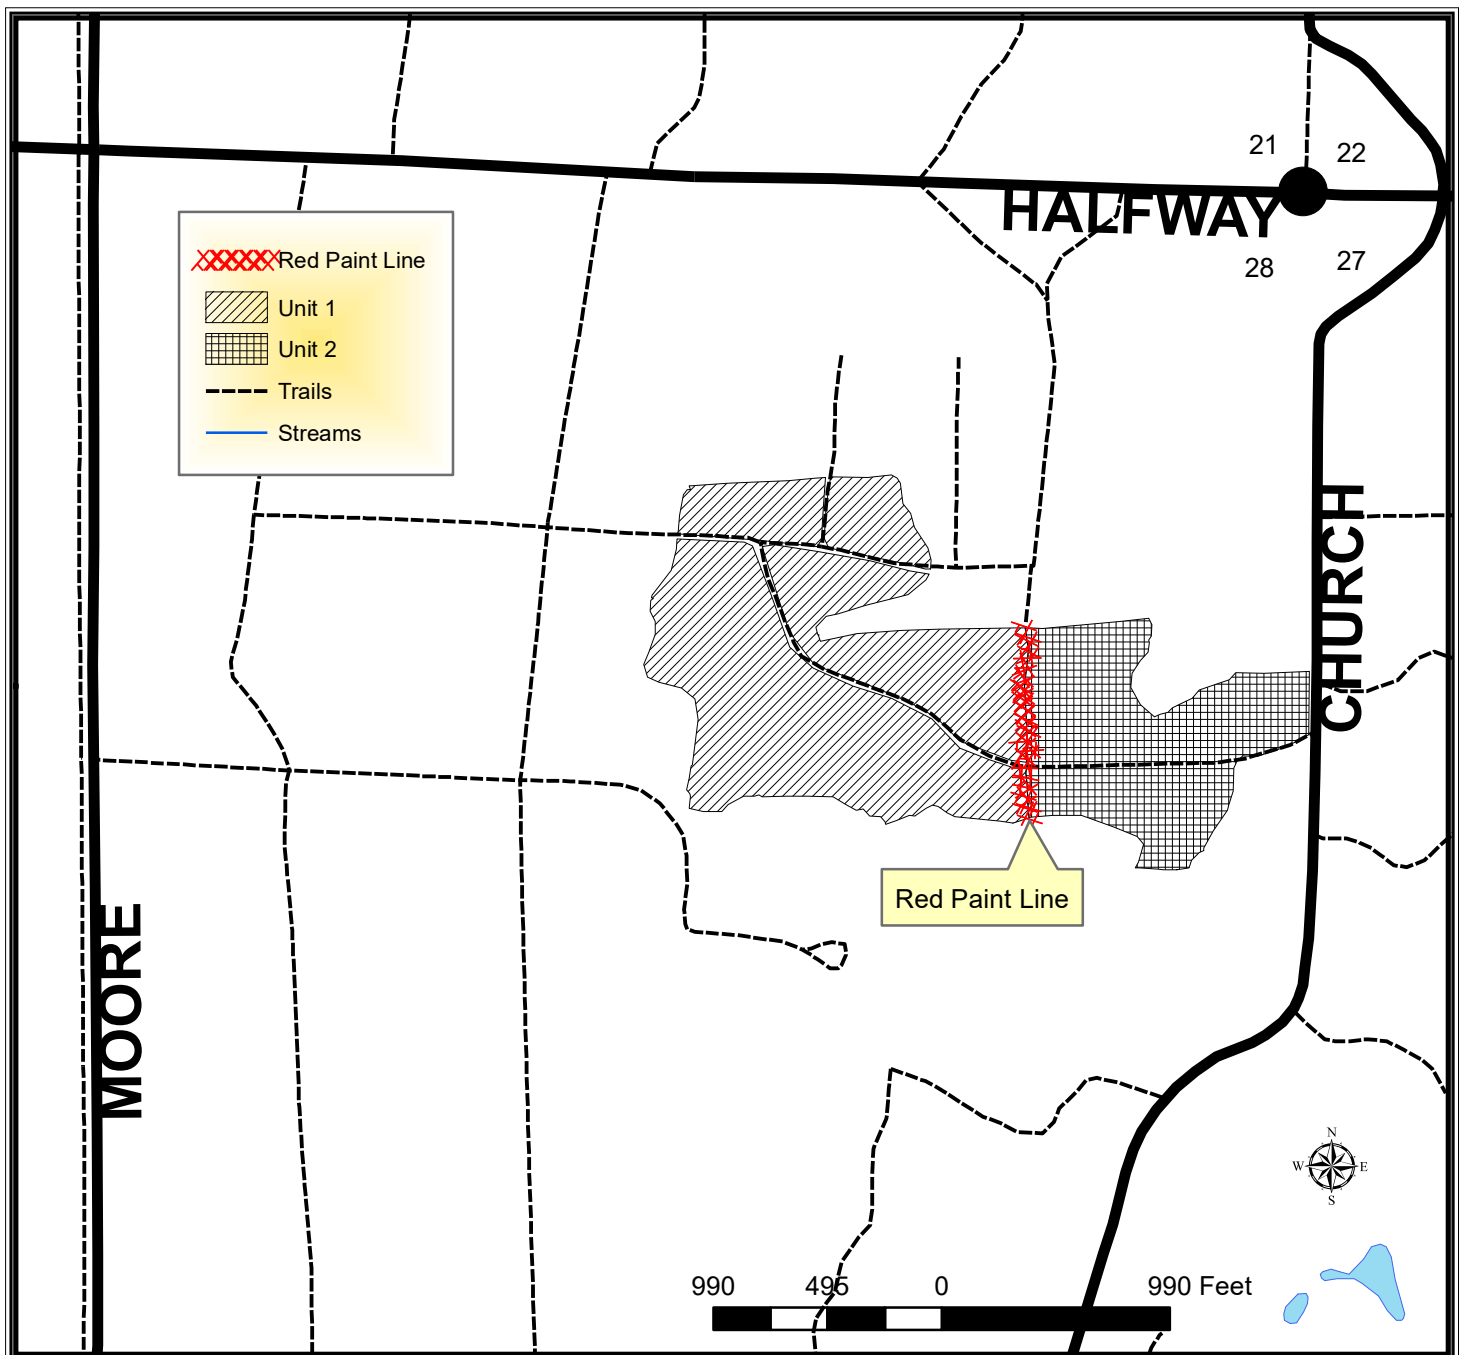 21
22
HALFWAY
28
27
Red Paint Line
Unit 1
Unit 2
Trails
Streams
CHURCH
Red Paint Line
MOORE
N
W
E
S
990
495
0
990 Feet